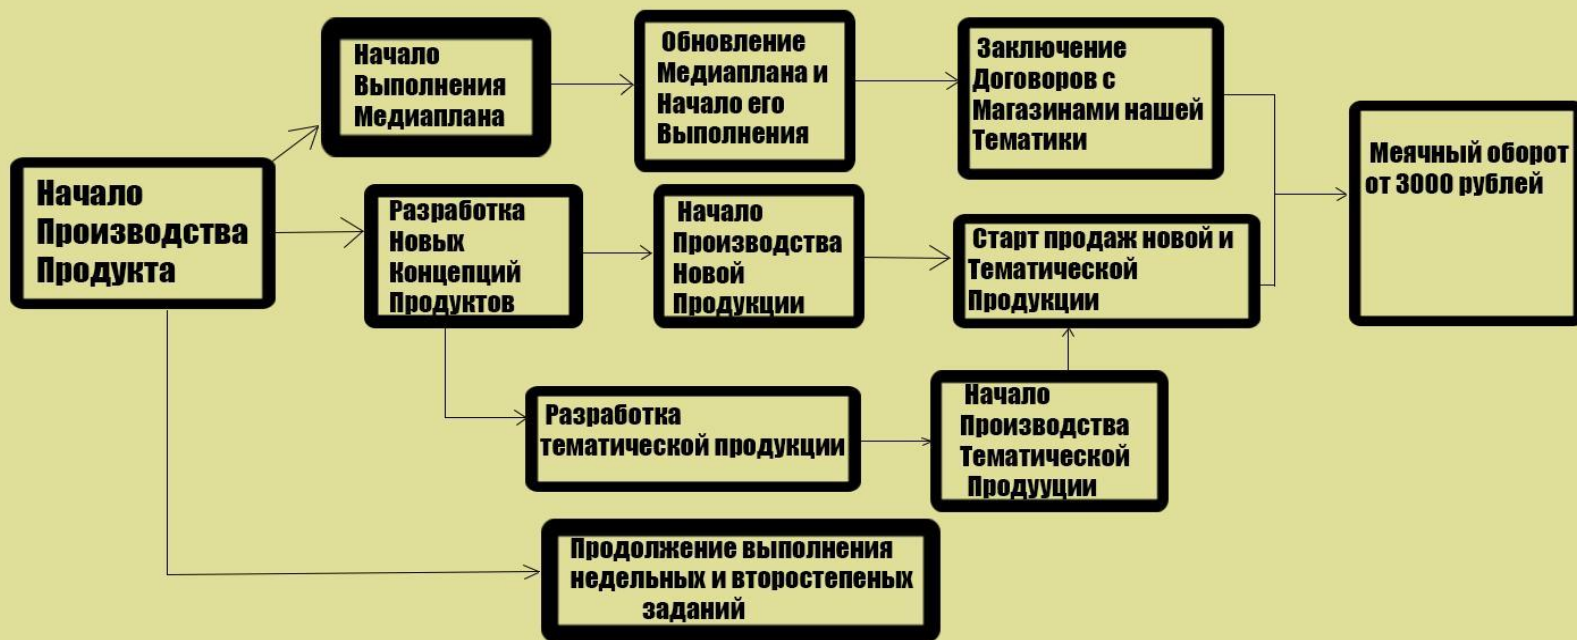 Начало
Производства
Продукта
Начало
Выполнения
Медиаплана
Обновление
Медиаплана и
Начало его
Выполнения
Заключение
Договоров с
Магазинами нашей
Тематики
Разработка
Новых
Концепций
Продуктов
Начало
Производства
Новой
Продукции
Старт продаж новой и
Тематической
Продукции
Меячный оборот
от 3000 рублей
Разработка
тематической продукции
Начало
Производства
Тематической
Продууции
Продолжение выполнения
недельных и второстепеных
заданий